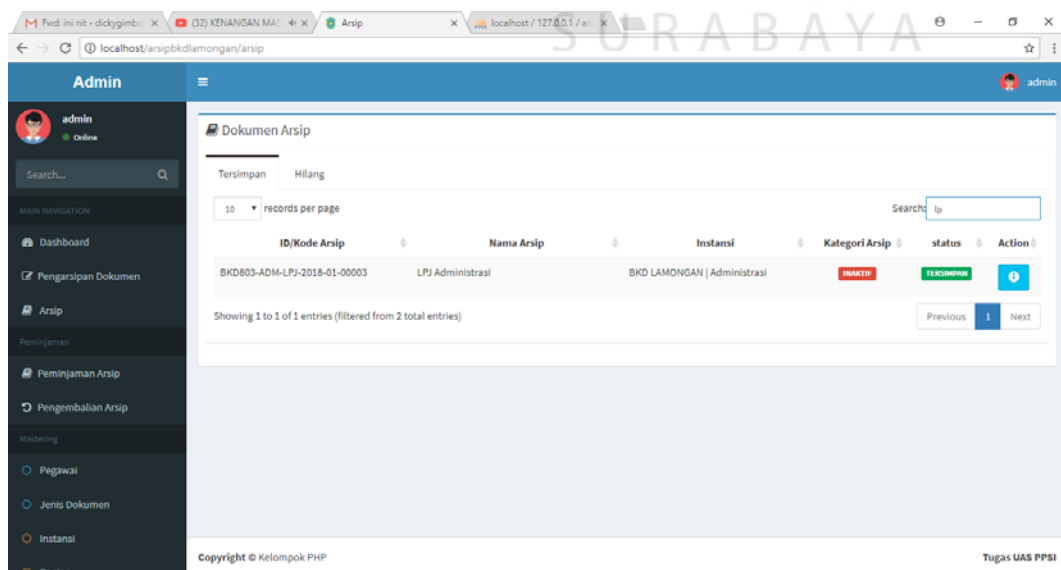 Fwd: ini nit - dickygimbo
(32) KENANGAN MAS
Arsip
localhost / 127.0.0.1 / ars
SURABAYA
localhost/arsipbkdlamongan/arsip
Admin
admin
admin
Online
Dokumen Arsip
Search...
Tersimpan Hilang
MAIN NAVIGATION
10 records per page Search: lp
Dashboard
ID/Kode Arsip Nama Arsip Instansi Kategori Arsip status Action
Pengarsipan Dokumen
BKD803-ADM-LPJ-2018-01-00003 LPJ Administrasi BKD LAMONGAN | Administrasi INAKTIF TERSIMPAN
Arsip
Showing 1 to 1 of 1 entries (filtered from 2 total entries) Previous 1 Next
Peminjaman
Peminjaman Arsip
Pengembalian Arsip
Mastering
Pegawai
Jenis Dokumen
Instansi
Copyright © Kelompok PHP Tugas UAS PPSI